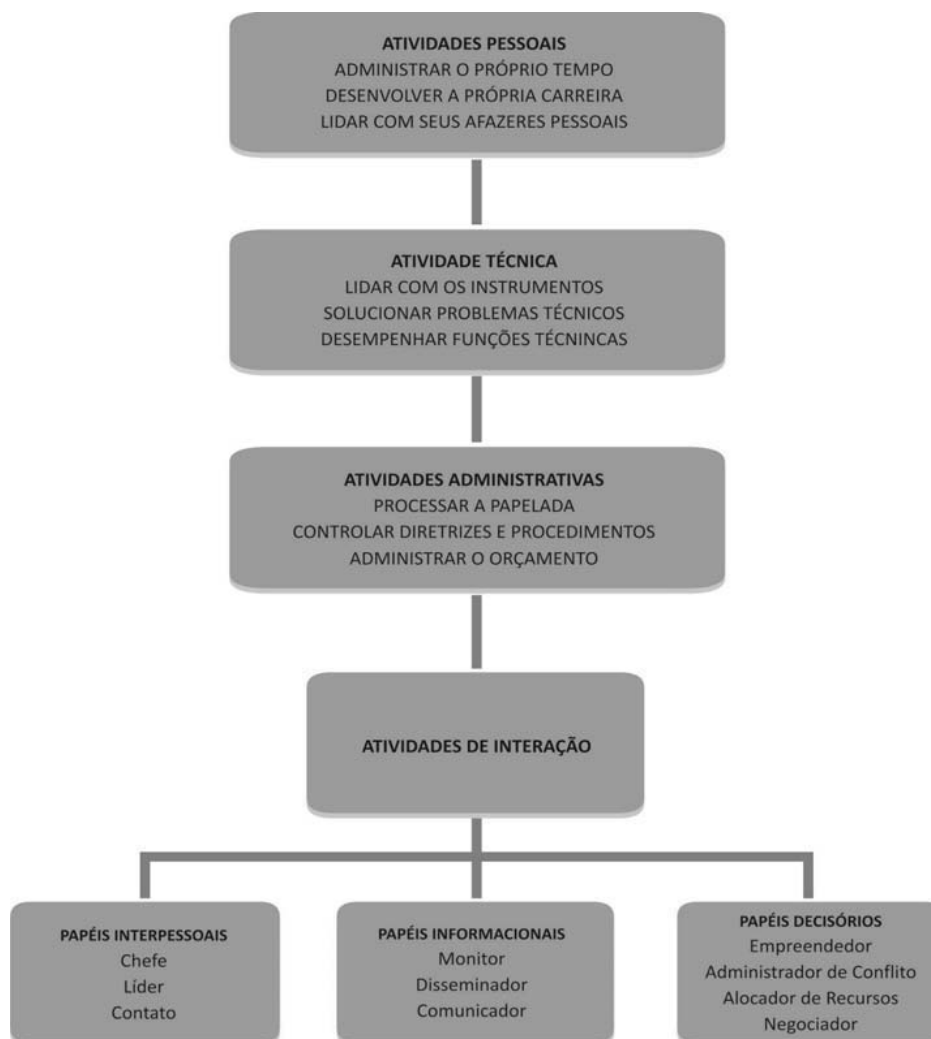 ATIVIDADES PESSOAIS
ADMINISTRAR O PRÓPRIO TEMPO
DESENVOLVER A PRÓPRIA CARREIRA
LIDAR COM SEUS AFAZERES PESSOAIS
ATIVIDADE TÉCNICA
LIDAR COM OS INSTRUMENTOS
SOLUCIONAR PROBLEMAS TÉCNICOS
DESEMPENHAR FUNÇÕES TÉCNINCAS
ATIVIDADES ADMINISTRATIVAS
PROCESSAR A PAPELADA
CONTROLAR DIRETRIZES E PROCEDIMENTOS
ADMINISTRAR O ORÇAMENTO
ATIVIDADES DE INTERAÇÃO
PAPÉIS INTERPESSOAIS
Chefe
Líder
Contato
PAPÉIS INFORMACIONAIS
Monitor
Disseminador
Comunicador
PAPÉIS DECISÓRIOS
Empreendedor
Administrador de Conflito
Alocador de Recursos
Negociador